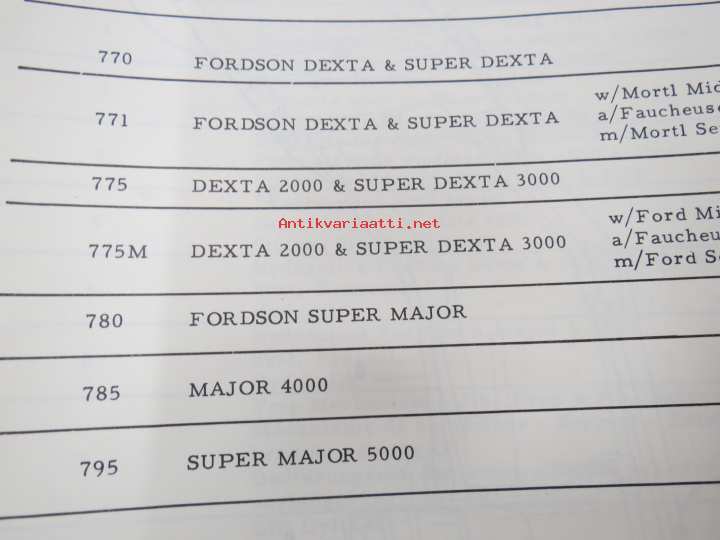 770 FORDSON DEXTA & SUPER DEXTA
771 FORDSON DEXTA & SUPER DEXTA w/Mortl
a/Faucheuse
m/Mortl
775 DEXTA 2000 & SUPER DEXTA 3000
Antikvariaatti.net
775M DEXTA 2000 & SUPER DEXTA 3000 w/Ford
a/Faucheu
m/Ford
780 FORDSON SUPER MAJOR
785 MAJOR 4000
795 SUPER MAJOR 5000